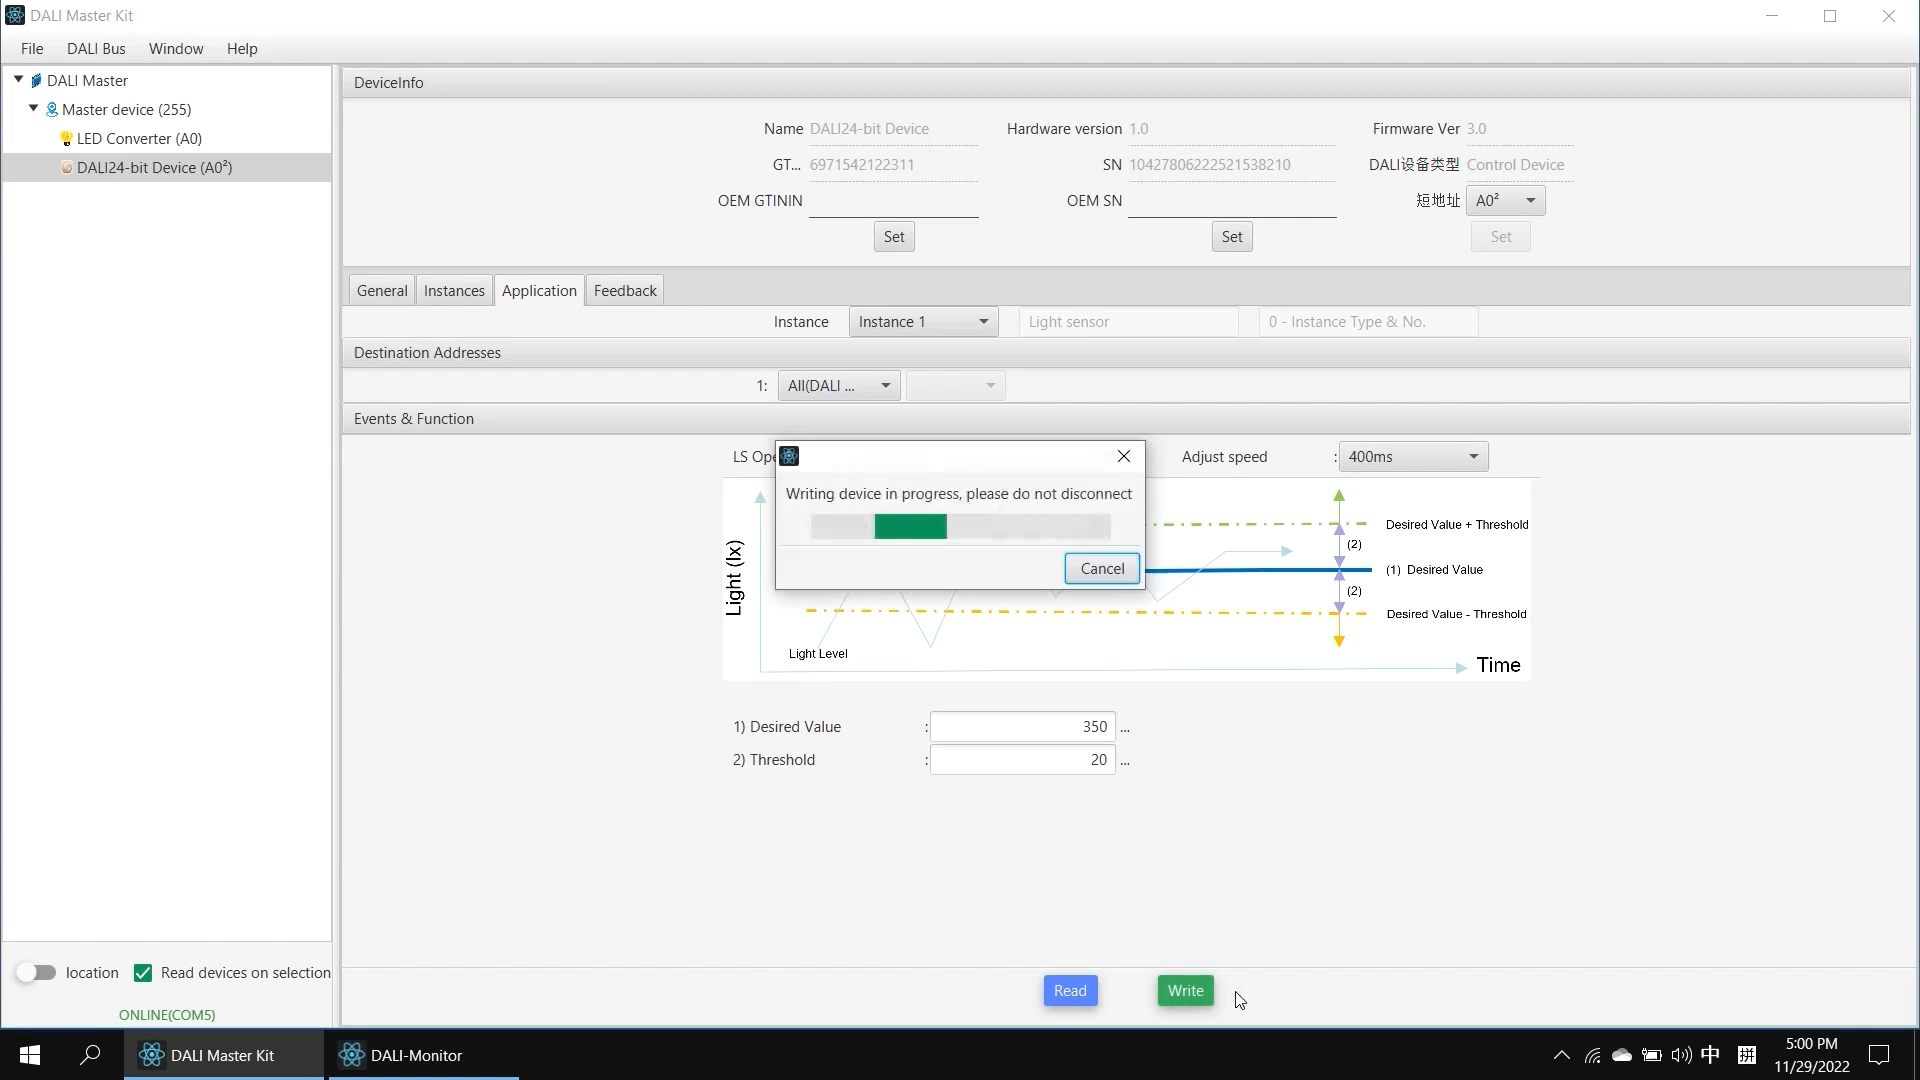 DALI Master Kit
File DALI Bus Window Help
DALI Master
Master device (255)
LED Converter (A0)
DALI24-bit Device (A0²)
DeviceInfo
Name DALI24-bit Device Hardware version 1.0 Firmware Ver 3.0
GT... 6971542122311 SN 10427806222521538210 DALI设备类型 Control Device
OEM GTININ OEM SN 短地址 A0²
Set Set Set
General Instances Application Feedback
Instance Instance 1 Light sensor 0 - Instance Type & No.
Destination Addresses
1: All(DALI ...
Events & Function
LS Ope Adjust speed : 400ms
Writing device in progress, please do not disconnect
Cancel
Light (lx)
Desired Value + Threshold
(2)
(1) Desired Value
(2)
Desired Value - Threshold
Light Level
Time
1) Desired Value : 350 ...
2) Threshold : 20 ...
location Read devices on selection
Read Write
ONLINE(COM5)
DALI Master Kit DALI-Monitor
中 拼 5:00 PM
11/29/2022